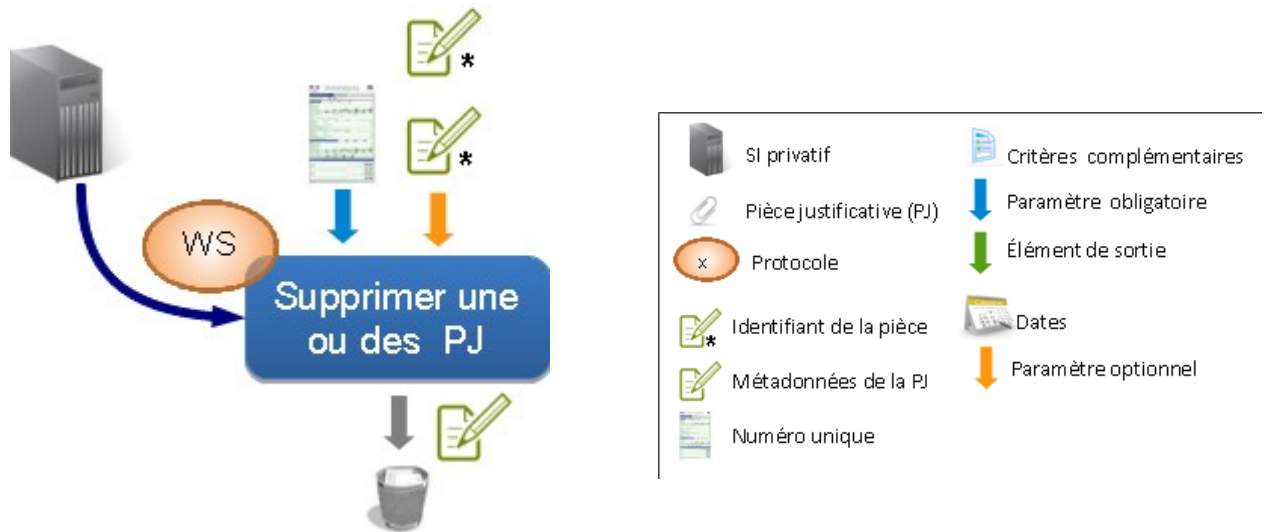 *
*
WS
Supprimer une
ou des PJ
SI privatif
Pièce justificative (PJ)
x
Protocole
*
Identifiant de la pièce
Métadonnées de la PJ
Numéro unique
Critères complémentaires
Paramètre obligatoire
Élément de sortie
Dates
Paramètre optionnel